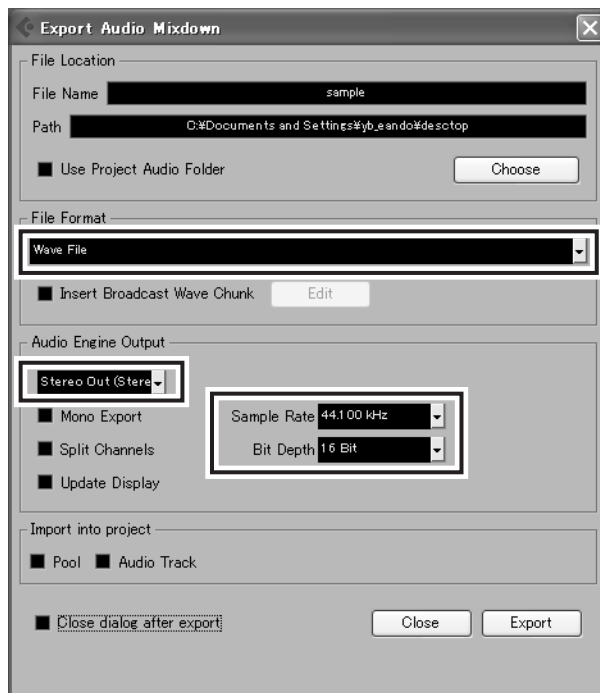 Export Audio Mixdown
File Location
File Name sample
Path C:¥Documents and Settings¥yb_eando¥desctop
Use Project Audio Folder Choose
File Format
Wave File
Insert Broadcast Wave Chunk Edit
Audio Engine Output
Stereo Out (Stere
Mono Export Sample Rate 44.100 kHz
Split Channels Bit Depth 16 Bit
Update Display
Import into project
Pool Audio Track
Close dialog after export Close Export